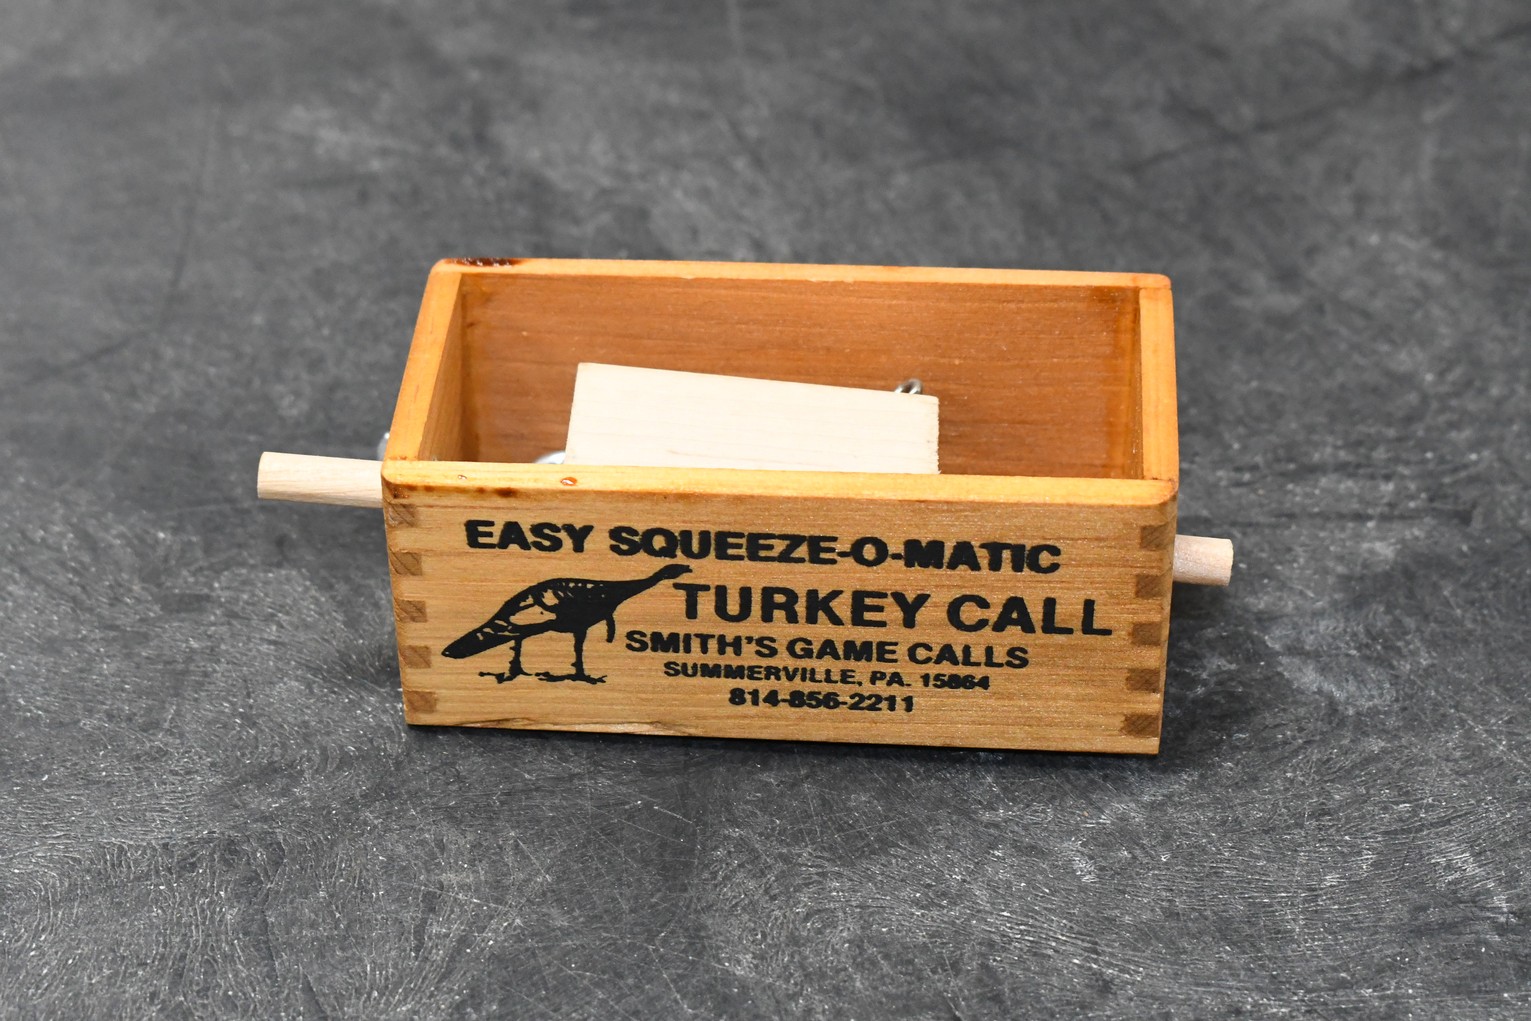 EASY SQUEEZE-O-MATIC
TURKEY CALL
SMITH'S GAME CALLS
SUMMERVILLE, PA. 15864
814-856-2211